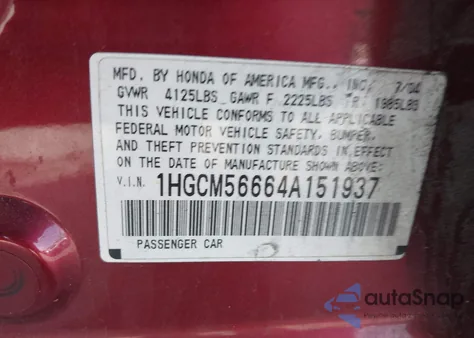 MFD. BY HONDA OF AMERICA MFG., INC. 7/04
GVWR 4125LBS GAWR F 2225LBS R 1905LBS
THIS VEHICLE CONFORMS TO ALL APPLICABLE
FEDERAL MOTOR VEHICLE SAFETY, BUMPER,
AND THEFT PREVENTION STANDARDS IN EFFECT
ON THE DATE OF MANUFACTURE SHOWN ABOVE:
V.I.N. 1HGCM56664A151937
PASSENGER CAR
autaSnap